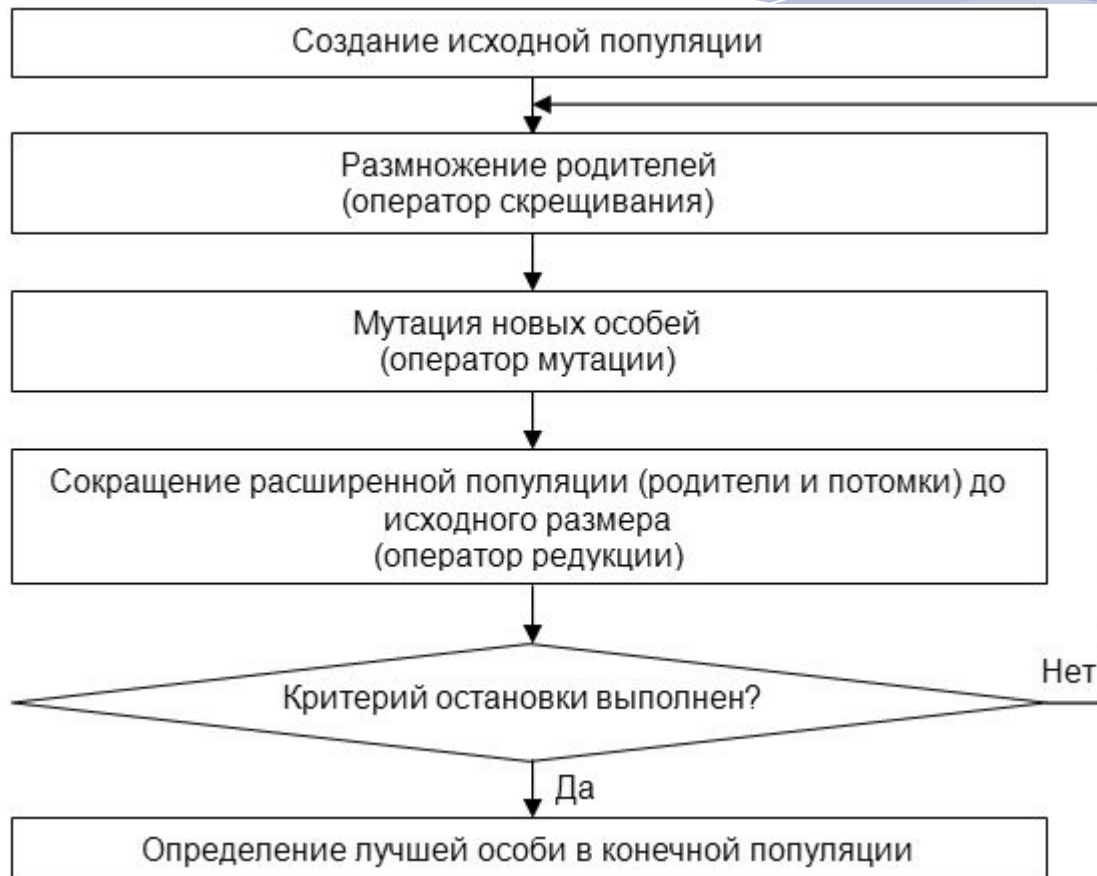 Создание исходной популяции
Размножение родителей
(оператор скрещивания)
Мутация новых особей
(оператор мутации)
Сокращение расширенной популяции (родители и потомки) до
исходного размера
(оператор редукции)
Критерий остановки выполнен?
Нет
Да
Определение лучшей особи в конечной популяции